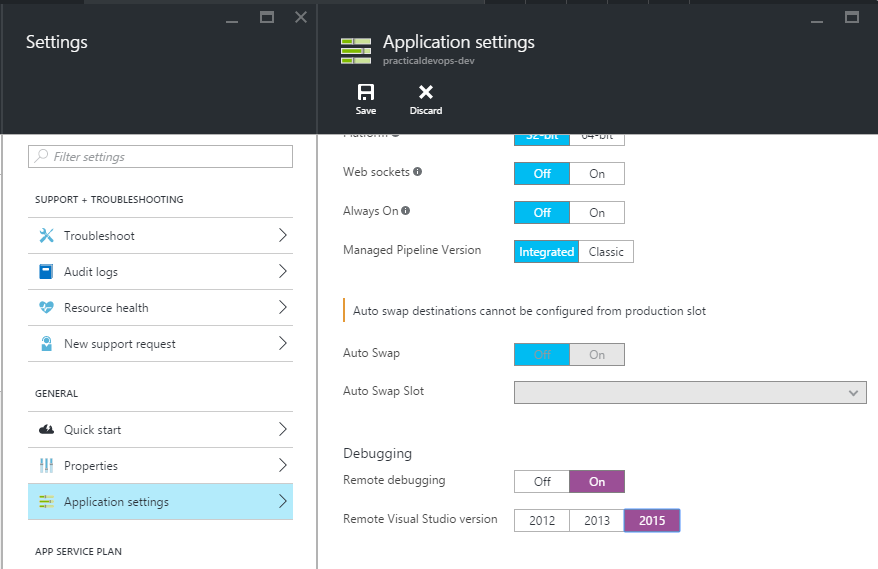 Settings
Filter settings
SUPPORT + TROUBLESHOOTING
Troubleshoot
Audit logs
Resource health
New support request
GENERAL
Quick start
Properties
Application settings
APP SERVICE PLAN
Application settings
practicaldevops-dev
Save Discard
Platform 32-bit 64-bit
Web sockets Off On
Always On Off On
Managed Pipeline Version Integrated Classic
Auto swap destinations cannot be configured from production slot
Auto Swap Off On
Auto Swap Slot
Debugging
Remote debugging Off On
Remote Visual Studio version 2012 2013 2015